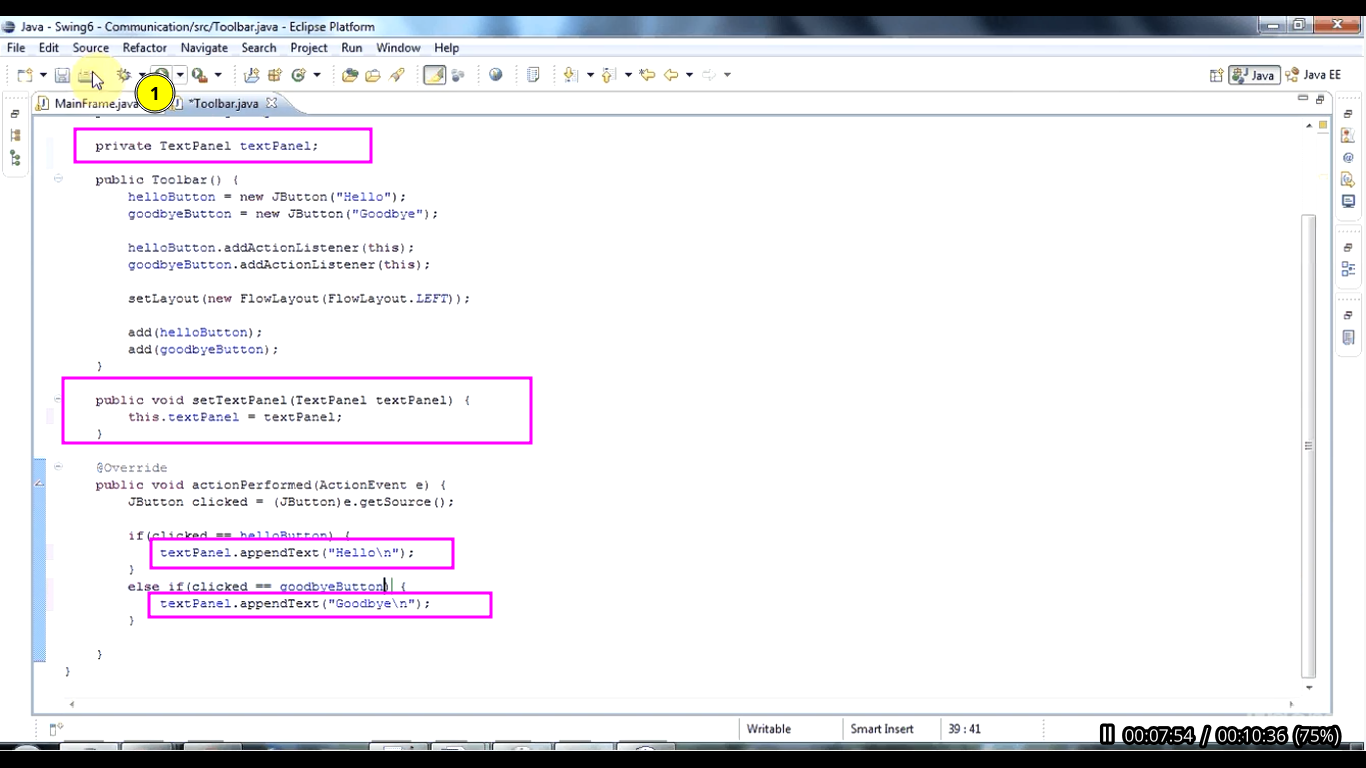 Java - Swing6 - Communication/src/Toolbar.java - Eclipse Platform
File Edit Source Refactor Navigate Search Project Run Window Help
Java Java EE
1
MainFrame.java *Toolbar.java
private TextPanel textPanel;
public Toolbar() {
helloButton = new JButton("Hello");
goodbyeButton = new JButton("Goodbye");
helloButton.addActionListener(this);
goodbyeButton.addActionListener(this);
setLayout(new FlowLayout(FlowLayout.LEFT));
add(helloButton);
add(goodbyeButton);
}
public void setTextPanel(TextPanel textPanel) {
this.textPanel = textPanel;
}
@Override
public void actionPerformed(ActionEvent e) {
JButton clicked = (JButton)e.getSource();
if(clicked == helloButton) {
textPanel.appendText("Hello\n");
}
else if(clicked == goodbyeButton) {
textPanel.appendText("Goodbye\n");
}
}
}
Writable Smart Insert 39 : 41
00:07:54 / 00:10:36 (75%)